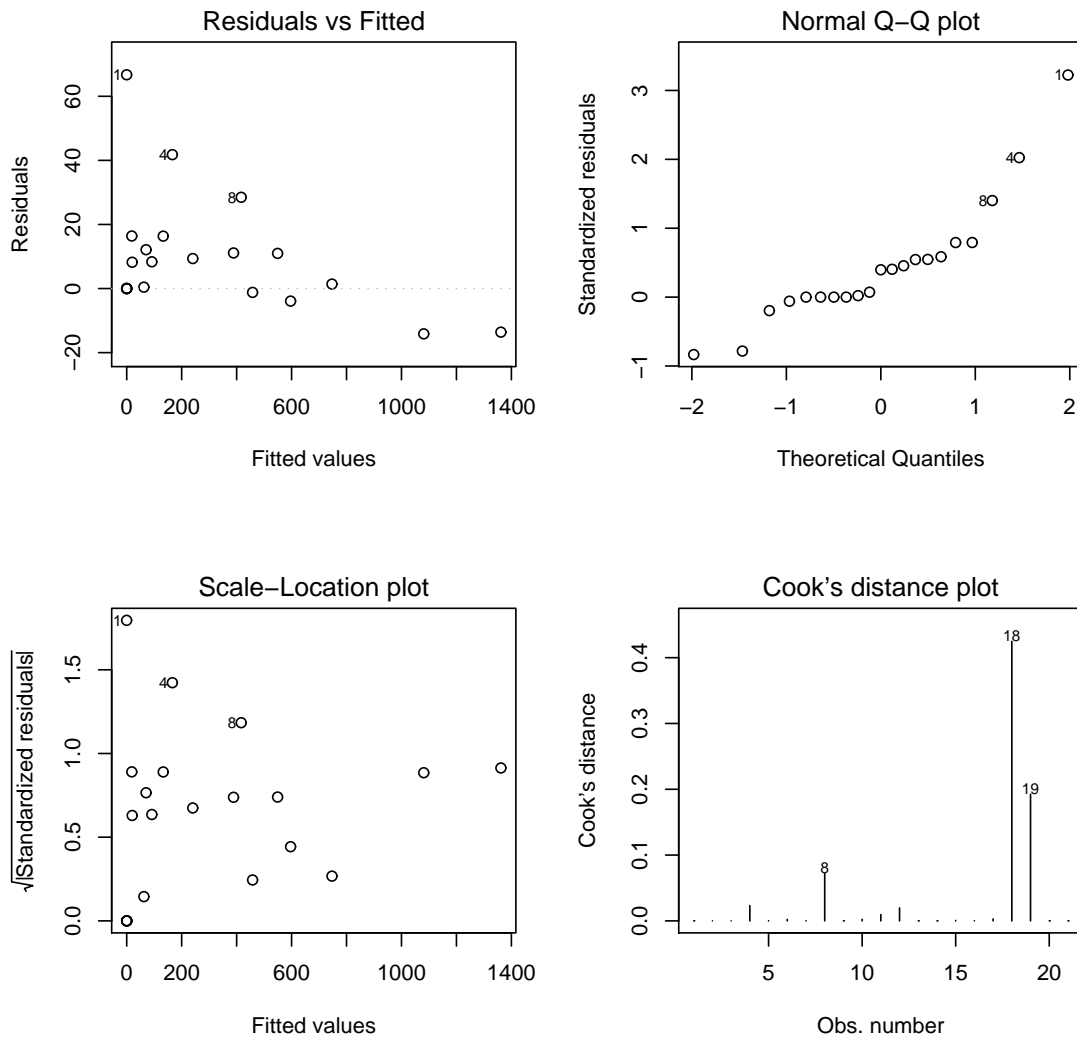 Residuals vs Fitted
Residuals
−20 0 20 40 60
1
4
8
0 200 600 1000 1400
Fitted values
Normal Q−Q plot
Standardized residuals
−1 0 1 2 3
1
4
8
−2 −1 0 1 2
Theoretical Quantiles
Scale−Location plot
√|Standardized residuals|
0.0 0.5 1.0 1.5
1
4
8
0 200 600 1000 1400
Fitted values
Cook's distance plot
Cook's distance
0.0 0.1 0.2 0.3 0.4
18
19
8
5 10 15 20
Obs. number